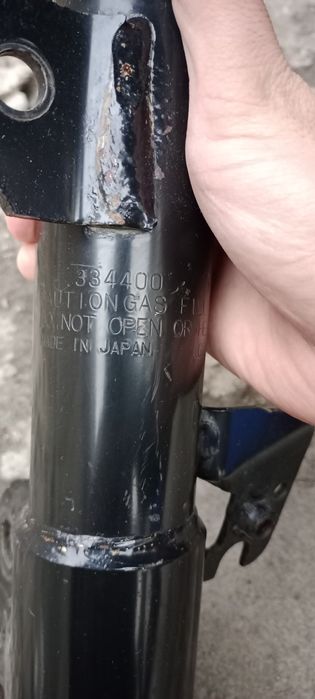 334400
CAUTION GAS
NOT OPEN OR
MADE IN JAPAN